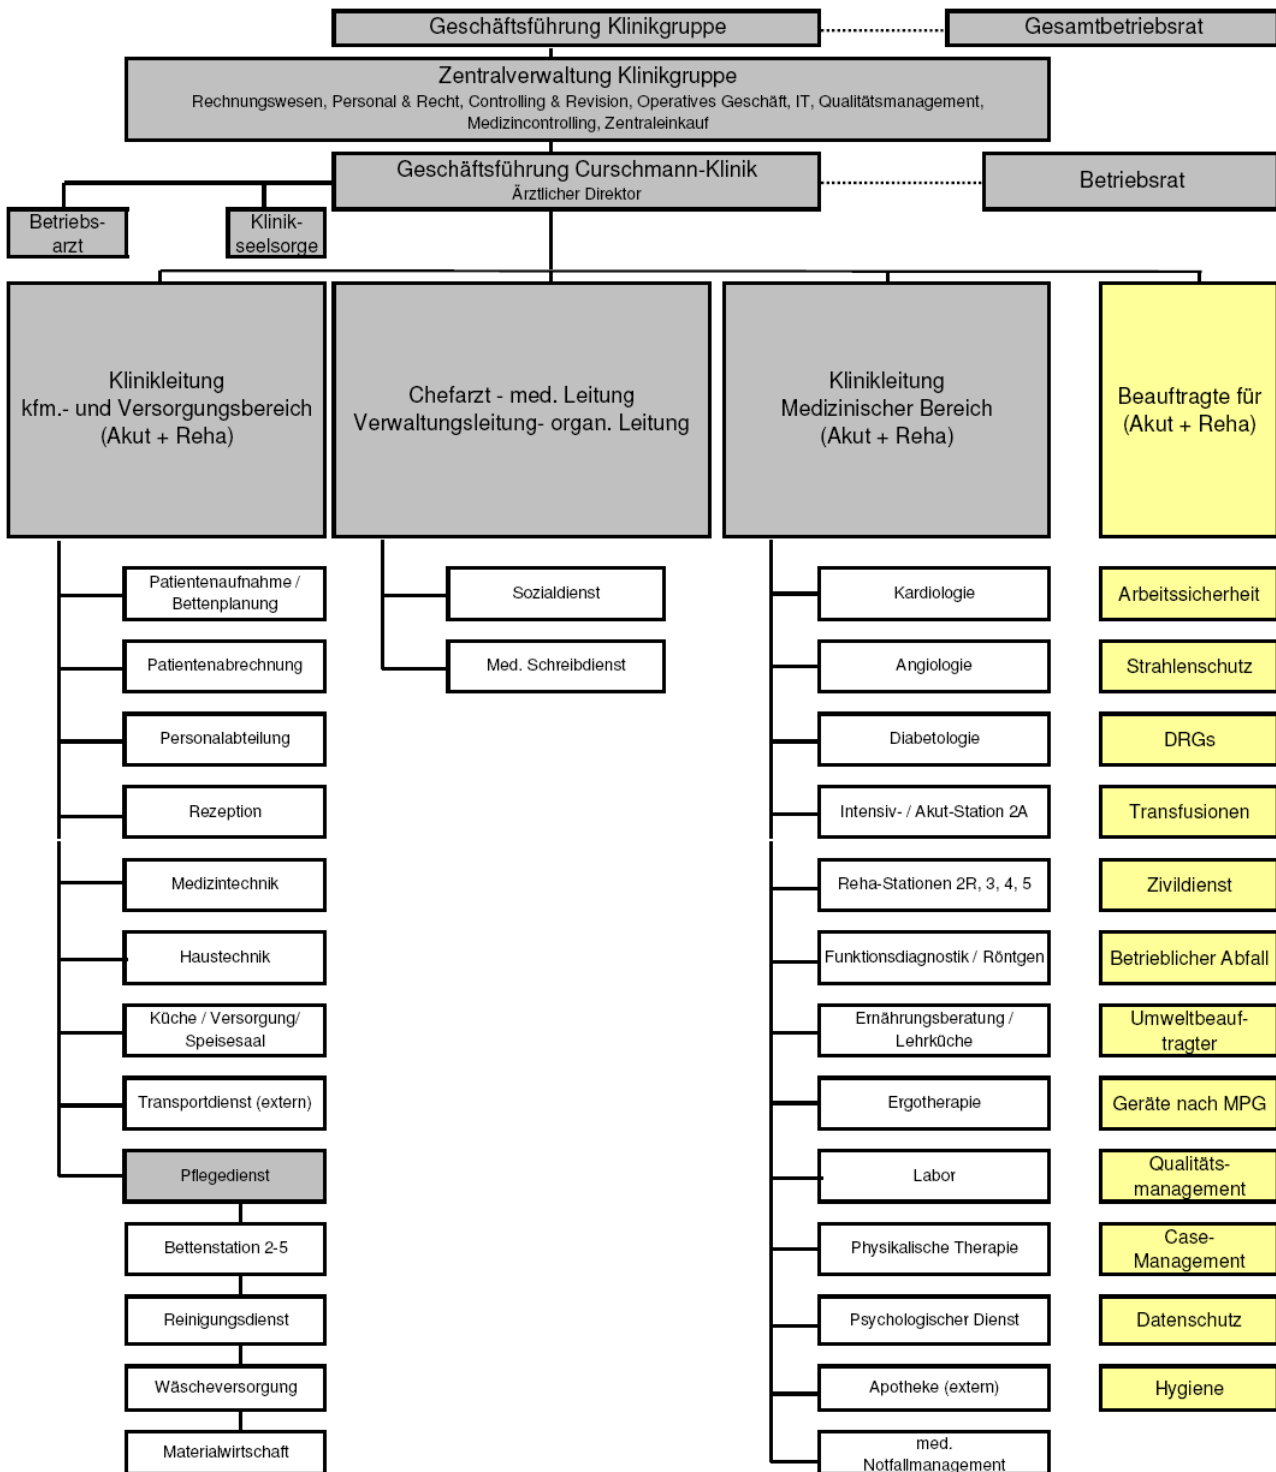 Geschäftsführung Klinikgruppe
Gesamtbetriebsrat
Zentralverwaltung Klinikgruppe
Rechnungswesen, Personal & Recht, Controlling & Revision, Operatives Geschäft, IT, Qualitätsmanagement,
Medizincontrolling, Zentraleinkauf
Geschäftsführung Curschmann-Klinik
Ärztlicher Direktor
Betriebsrat
Betriebs-
arzt
Klinik-
seelsorge
Klinikleitung
kfm.- und Versorgungsbereich
(Akut + Reha)
Chefarzt - med. Leitung
Verwaltungsleitung- organ. Leitung
Klinikleitung
Medizinischer Bereich
(Akut + Reha)
Beauftragte für
(Akut + Reha)
Patientenaufnahme /
Bettenplanung
Patientenabrechnung
Personalabteilung
Rezeption
Medizintechnik
Haustechnik
Küche / Versorgung/
Speisesaal
Transportdienst (extern)
Pflegedienst
Bettenstation 2-5
Reinigungsdienst
Wäscheversorgung
Materialwirtschaft
Sozialdienst
Med. Schreibdienst
Kardiologie
Angiologie
Diabetologie
Intensiv- / Akut-Station 2A
Reha-Stationen 2R, 3, 4, 5
Funktionsdiagnostik / Röntgen
Ernährungsberatung /
Lehrküche
Ergotherapie
Labor
Physikalische Therapie
Psychologischer Dienst
Apotheke (extern)
med.
Notfallmanagement
Arbeitssicherheit
Strahlenschutz
DRGs
Transfusionen
Zivildienst
Betrieblicher Abfall
Umweltbeauf-
tragter
Geräte nach MPG
Qualitäts-
management
Case-
Management
Datenschutz
Hygiene